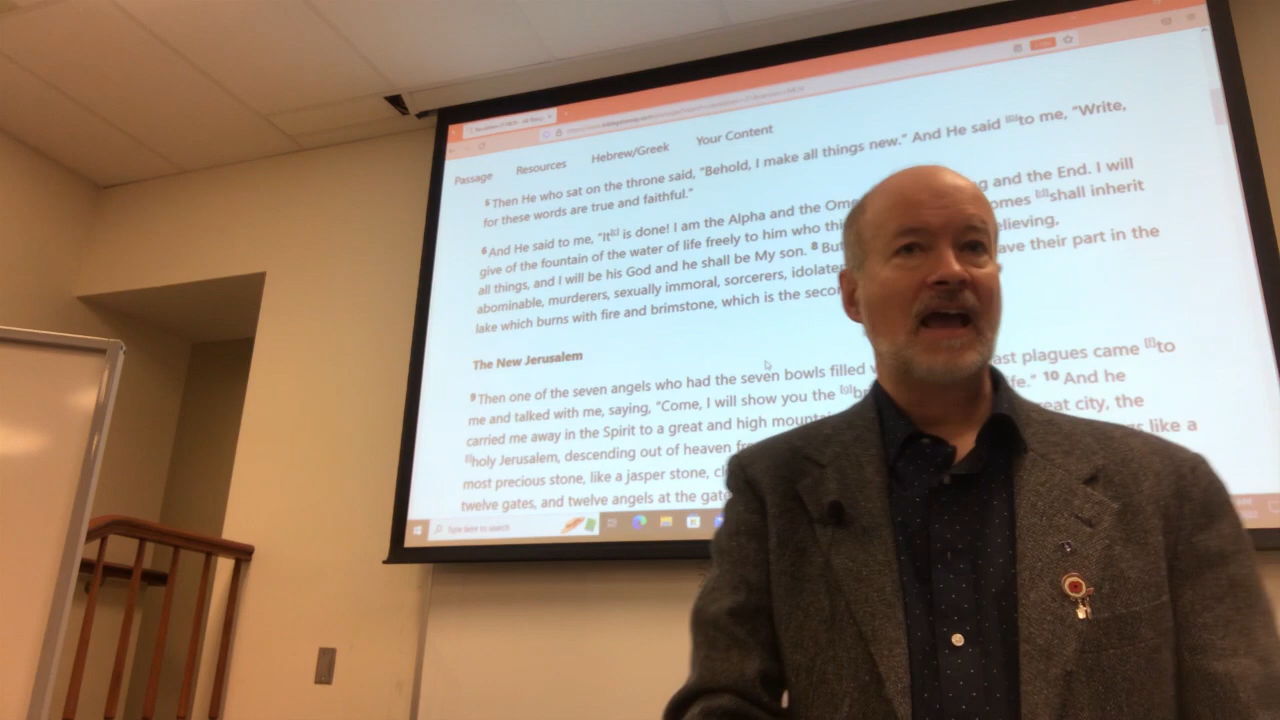 Passage Resources Hebrew/Greek Your Content
5 Then He who sat on the throne said, "Behold, I make all things new." And He said to me, "Write,
for these words are true and faithful."
6 And He said to me, "It is done! I am the Alpha and the Ome g and the End. I will
give of the fountain of the water of life freely to him who thi omes shall inherit
all things, and I will be his God and he shall be My son. 8 But elieving,
abominable, murderers, sexually immoral, sorcerers, idolater ave their part in the
lake which burns with fire and brimstone, which is the secon
The New Jerusalem
9 Then one of the seven angels who had the seven bowls filled ast plagues came to
me and talked with me, saying, "Come, I will show you the fe." 10 And he
carried me away in the Spirit to a great and high mountain eat city, the
holy Jerusalem, descending out of heaven like a
most precious stone, like a jasper stone, cl
twelve gates, and twelve angels at the gate
Type here to search